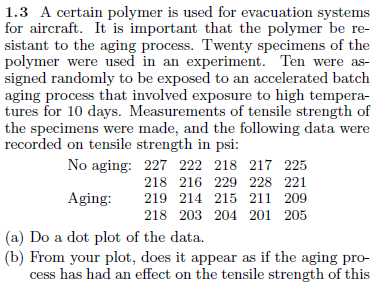 1.3 A certain polymer is used for evacuation systems
for aircraft. It is important that the polymer be re-
sistant to the aging process. Twenty specimens of the
polymer were used in an experiment. Ten were as-
signed randomly to be exposed to an accelerated batch
aging process that involved exposure to high tempera-
tures for 10 days. Measurements of tensile strength of
the specimens were made, and the following data were
recorded on tensile strength in psi:
No aging: 227 222 218 217 225
218 216 229 228 221
Aging: 219 214 215 211 209
218 203 204 201 205
(a) Do a dot plot of the data.
(b) From your plot, does it appear as if the aging pro-
cess has had an effect on the tensile strength of this